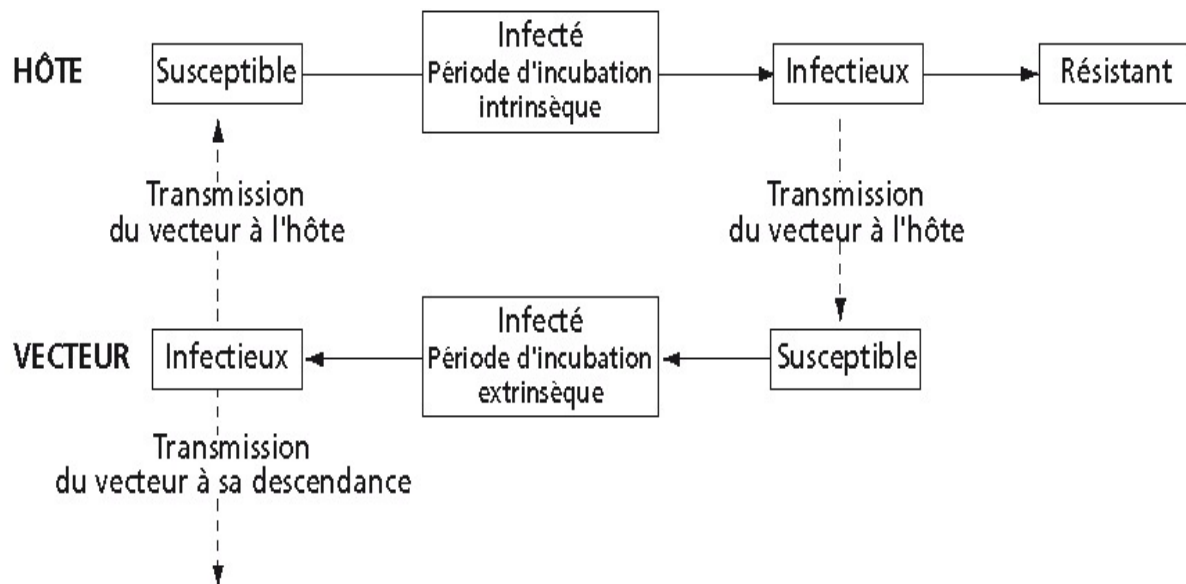 HÔTE
Susceptible
Infecté
Période d'incubation
intrinsèque
Infectieux
Résistant
Transmission
du vecteur à l'hôte
Transmission
du vecteur à l'hôte
VECTEUR
Infectieux
Infecté
Période d'incubation
extrinsèque
Susceptible
Transmission
du vecteur à sa descendance